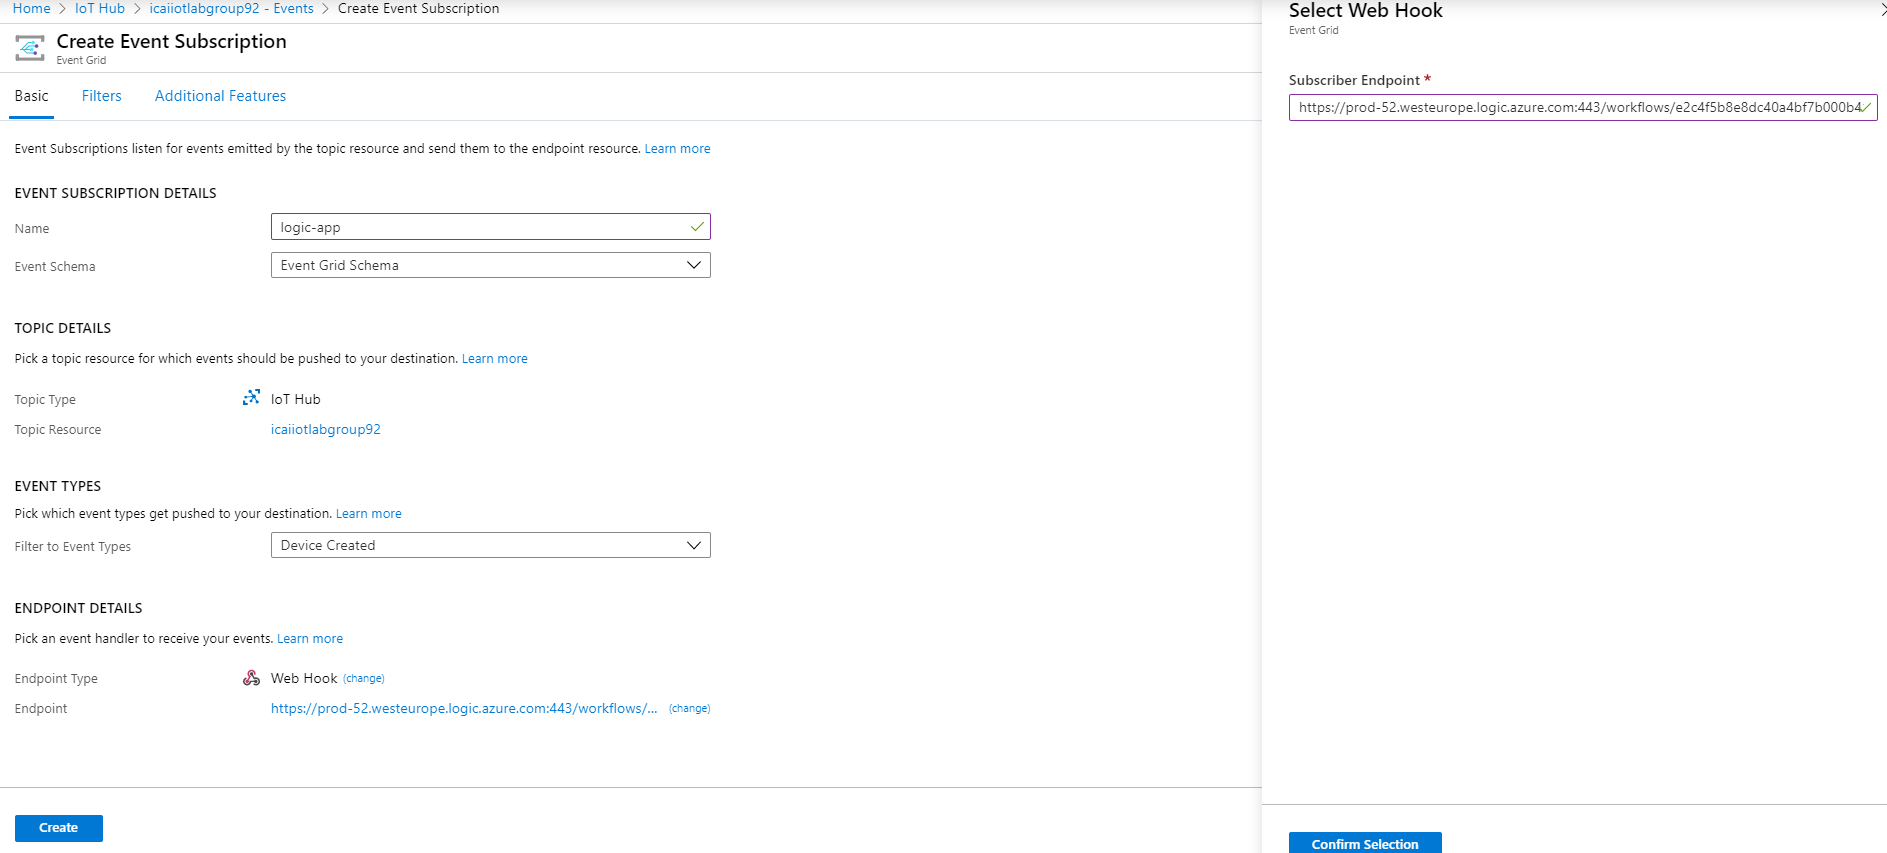 Home > IoT Hub > icaiiotlabgroup92 - Events > Create Event Subscription
Create Event Subscription
Event Grid
Basic Filters Additional Features
Event Subscriptions listen for events emitted by the topic resource and send them to the endpoint resource. Learn more
EVENT SUBSCRIPTION DETAILS
Name logic-app
Event Schema Event Grid Schema
TOPIC DETAILS
Pick a topic resource for which events should be pushed to your destination. Learn more
Topic Type IoT Hub
Topic Resource icaiiotlabgroup92
EVENT TYPES
Pick which event types get pushed to your destination. Learn more
Filter to Event Types Device Created
ENDPOINT DETAILS
Pick an event handler to receive your events. Learn more
Endpoint Type Web Hook (change)
Endpoint https://prod-52.westeurope.logic.azure.com:443/workflows/... (change)
Create
Select Web Hook
Event Grid
Subscriber Endpoint *
https://prod-52.westeurope.logic.azure.com:443/workflows/e2c4f5b8e8dc40a4bf7b000b4
Confirm Selection